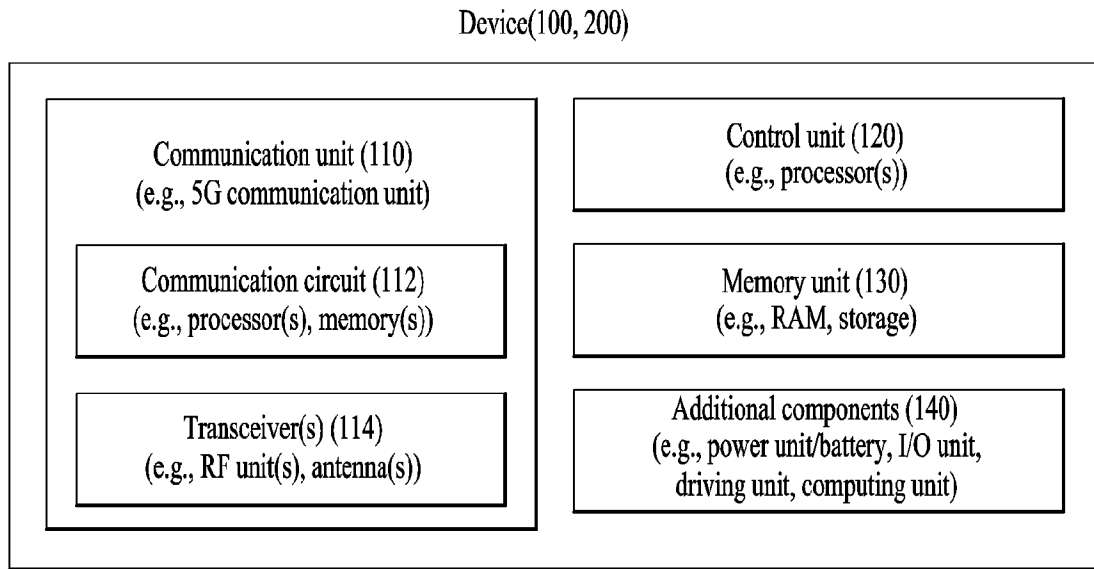 Device(100, 200)
Communication unit (110)
(e.g., 5G communication unit)
Communication circuit (112)
(e.g., processor(s), memory(s))
Transceiver(s) (114)
(e.g., RF unit(s), antenna(s))
Control unit (120)
(e.g., processor(s))
Memory unit (130)
(e.g., RAM, storage)
Additional components (140)
(e.g., power unit/battery, I/O unit,
driving unit, computing unit)